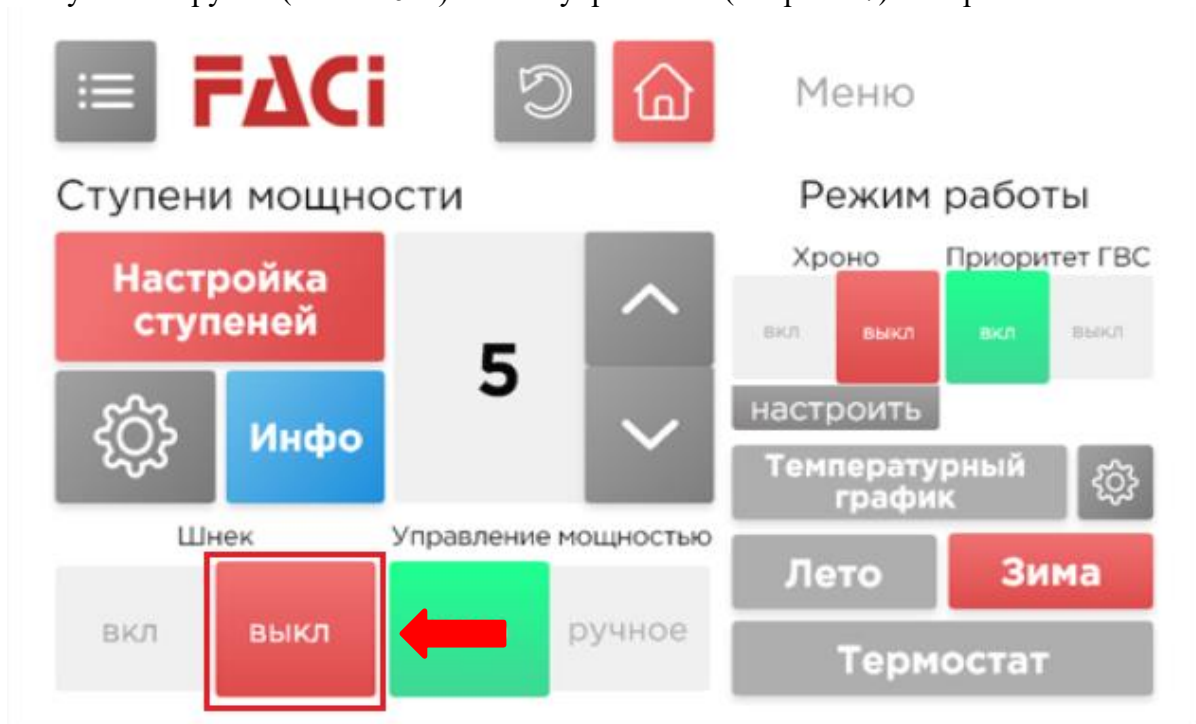 FACi
Меню
Ступени мощности
Режим работы
Настройка
ступеней
5
Инфо
Хроно
Приоритет ГВС
вкл
выкл
вкл
выкл
настроить
Температурный
график
Шнек
Управление мощностью
вкл
выкл
ручное
Лето
Зима
Термостат